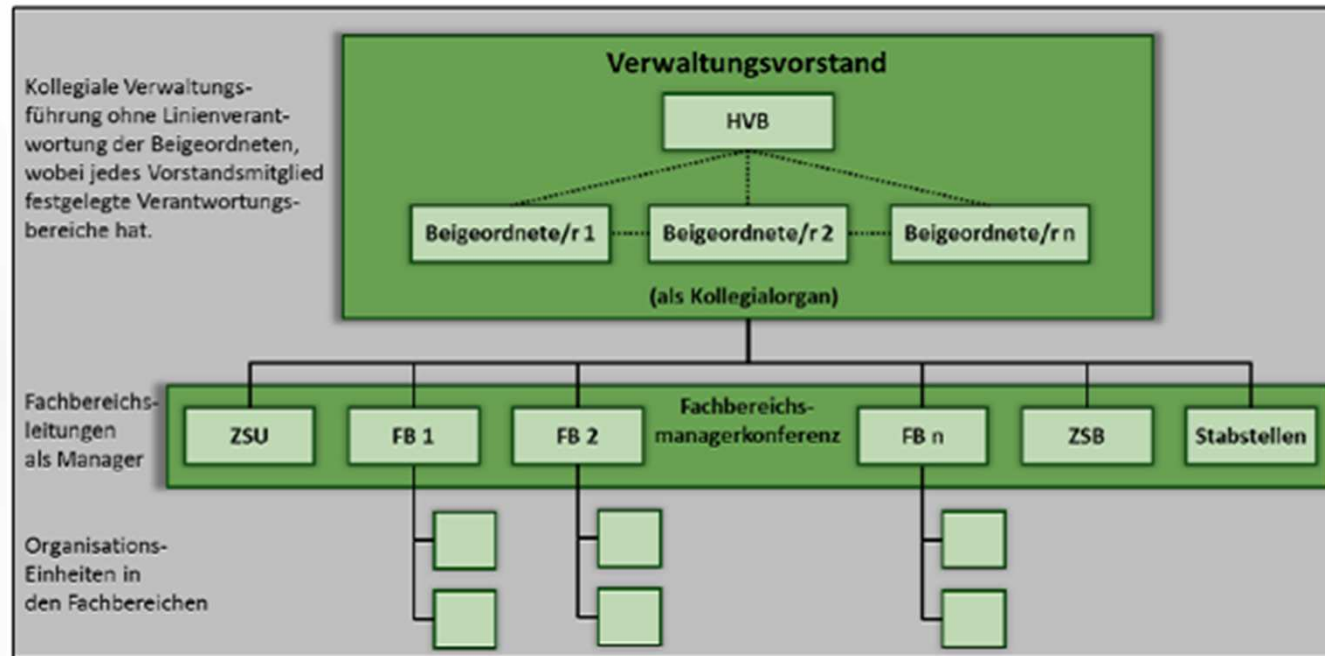 Verwaltungsvorstand
Kollegiale Verwaltungs-
führung ohne Linienverant-
wortung der Beigeordneten,
wobei jedes Vorstandsmitglied
festgelegte Verantwortungs-
bereiche hat.
HVB
Beigeordnete/r 1
Beigeordnete/r 2
Beigeordnete/r n
(als Kollegialorgan)
Fachbereichs-
leitungen
als Manager
ZSU
FB 1
FB 2
Fachbereichs-
managerkonferenz
FB n
ZSB
Stabstellen
Organisations-
Einheiten in
den Fachbereichen